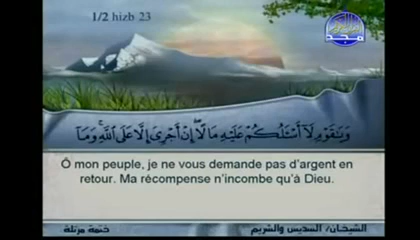 1/2 hizb 23
المجد
وَيَٰقَوْمِ لَآ أَسْـَٔلُكُمْ عَلَيْهِ مَالًا ۖ إِنْ أَجْرِىَ إِلَّا عَلَى ٱللَّهِ ۚ وَمَآ
Ô mon peuple, je ne vous demande pas d'argent en
retour. Ma récompense n'incombe qu'à Dieu.
الشيخان/ السديس والشريم
ختمة مرتلة